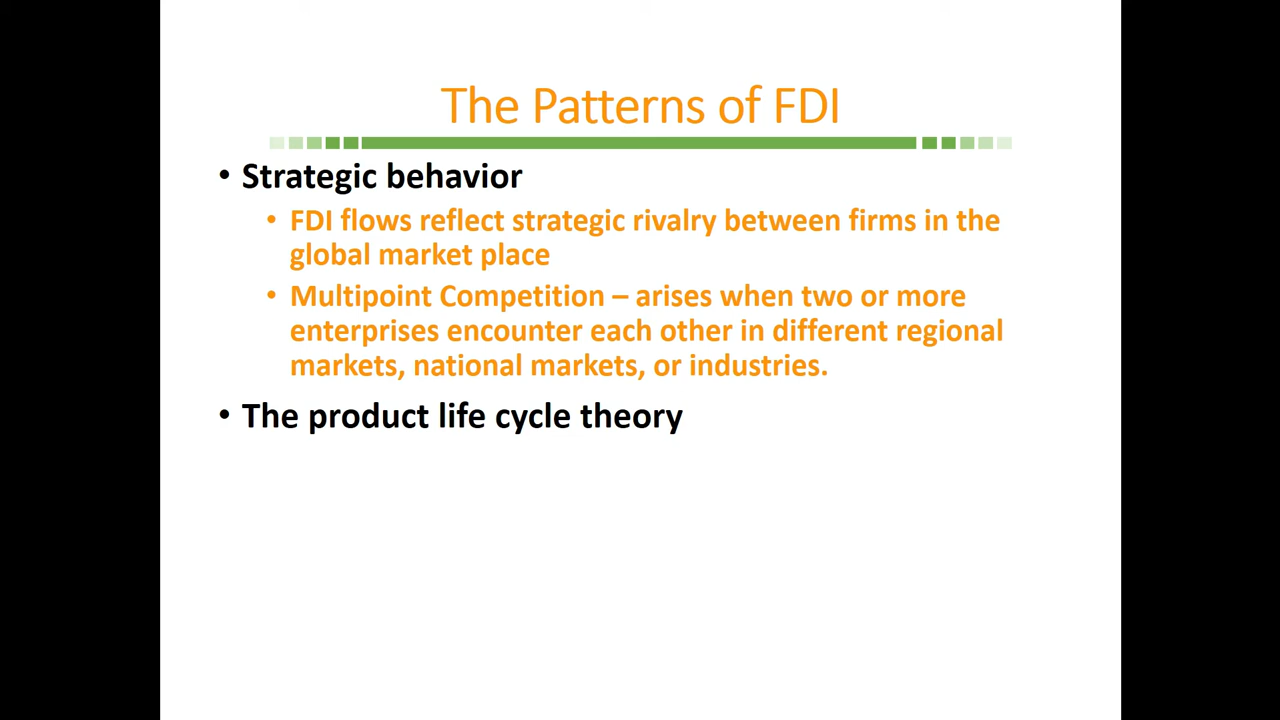 The Patterns of FDI
• Strategic behavior
• FDI flows reflect strategic rivalry between firms in the
global market place
• Multipoint Competition – arises when two or more
enterprises encounter each other in different regional
markets, national markets, or industries.
• The product life cycle theory